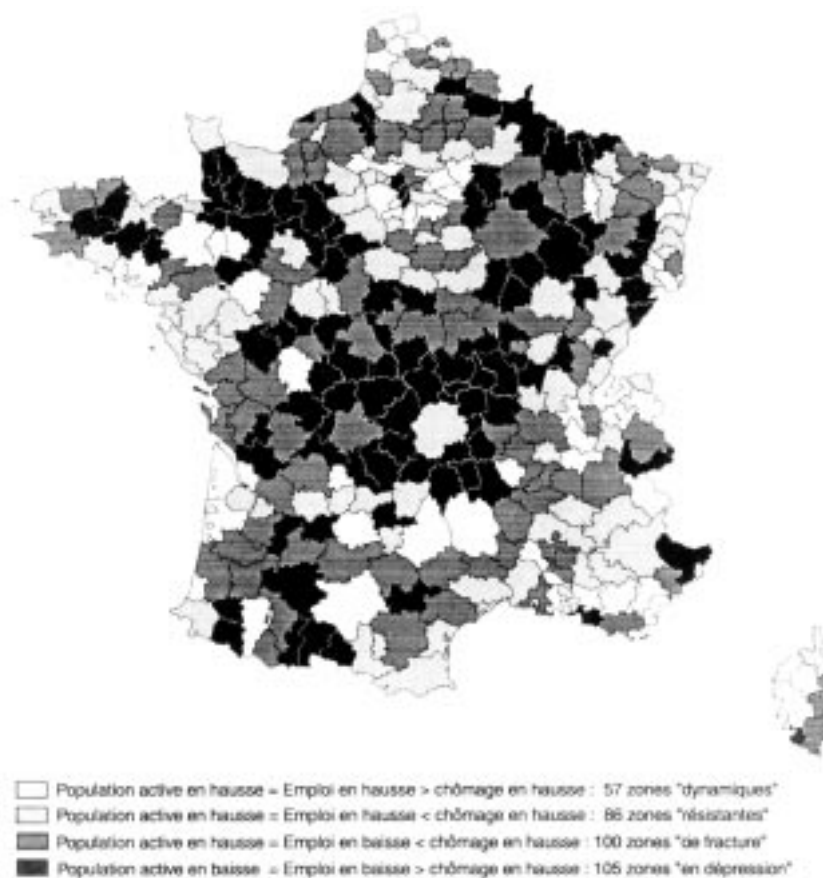 Population active en hausse = Emploi en hausse > chômage en hausse : 57 zones "dynamiques"
Population active en hausse = Emploi en hausse < chômage en hausse : 86 zones "résistantes"
Population active en hausse = Emploi en baisse < chômage en hausse : 100 zones "de fracture"
Population active en baisse = Emploi en baisse > chômage en hausse : 105 zones "en dépression"